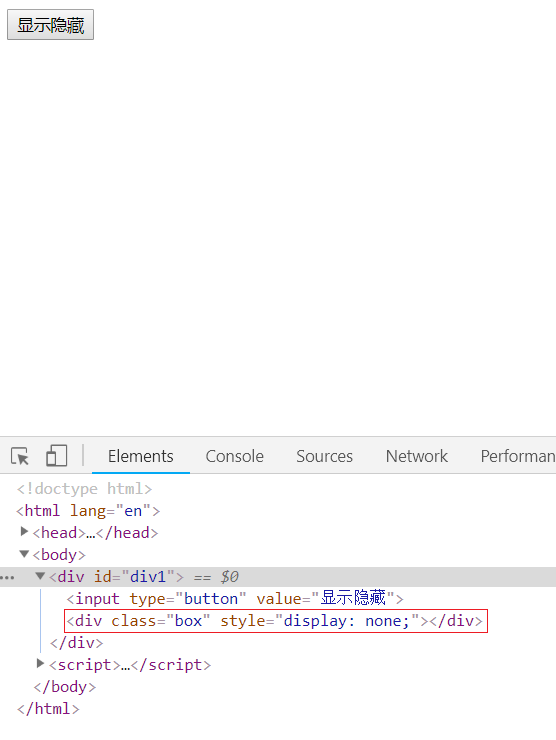 显示隐藏
Elements Console Sources Network Performan
<!doctype html>
<html lang="en">
<head>…</head>
<body>
<div id="div1"> == $0
<input type="button" value="显示隐藏">
<div class="box" style="display: none;"></div>
</div>
<script>…</script>
</body>
</html>